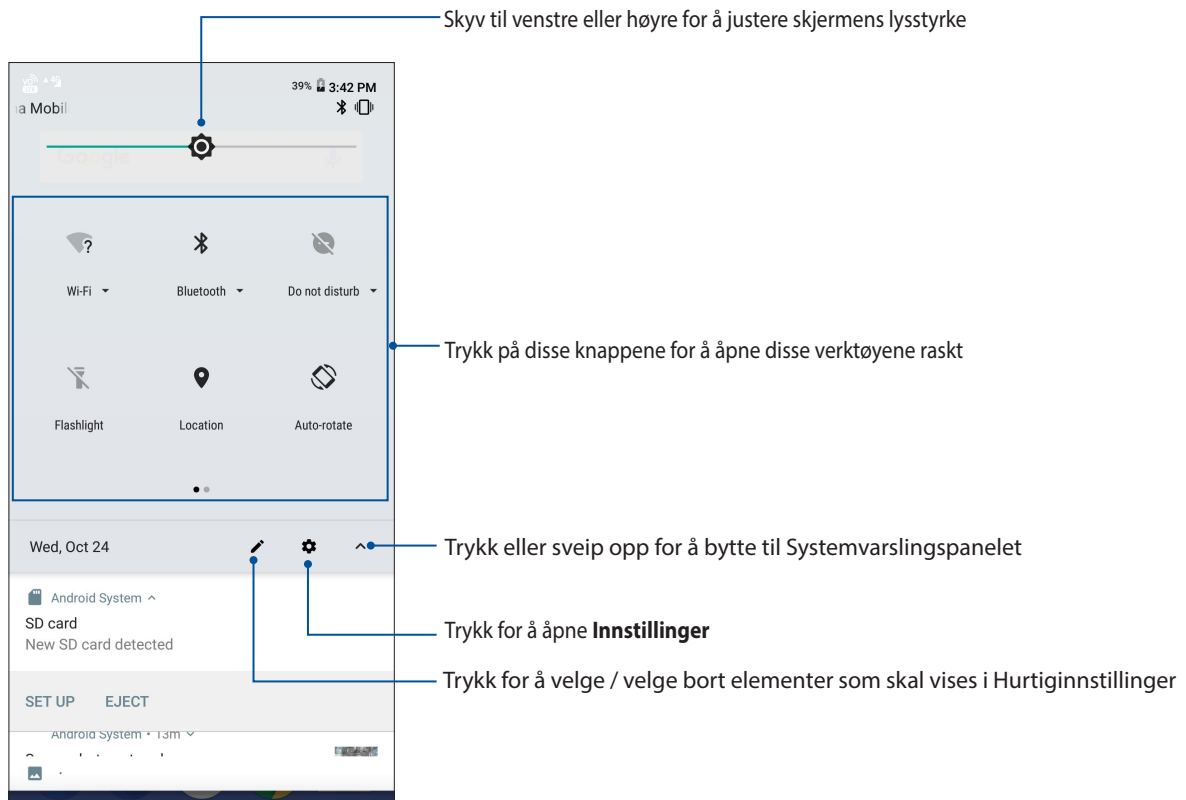 Skyv til venstre eller høyre for å justere skjermens lysstyrke
39% 3:42 PM
a Mobil
Google
?
Wi-Fi
Bluetooth
Do not disturb
Trykk på disse knappene for å åpne disse verktøyene raskt
Flashlight
Location
Auto-rotate
Wed, Oct 24
Trykk eller sveip opp for å bytte til Systemvarslingspanelet
Android System
SD card
New SD card detected
Trykk for å åpne Innstillinger
Trykk for å velge / velge bort elementer som skal vises i Hurtiginnstillinger
SET UP EJECT
Android System • 13m